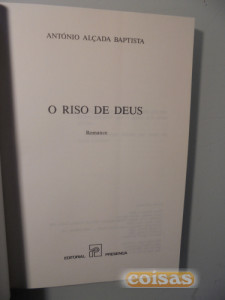 ANTÓNIO ALÇADA BAPTISTA
O RISO DE DEUS
Romance
EDITORIAL PRESENÇA
coisas